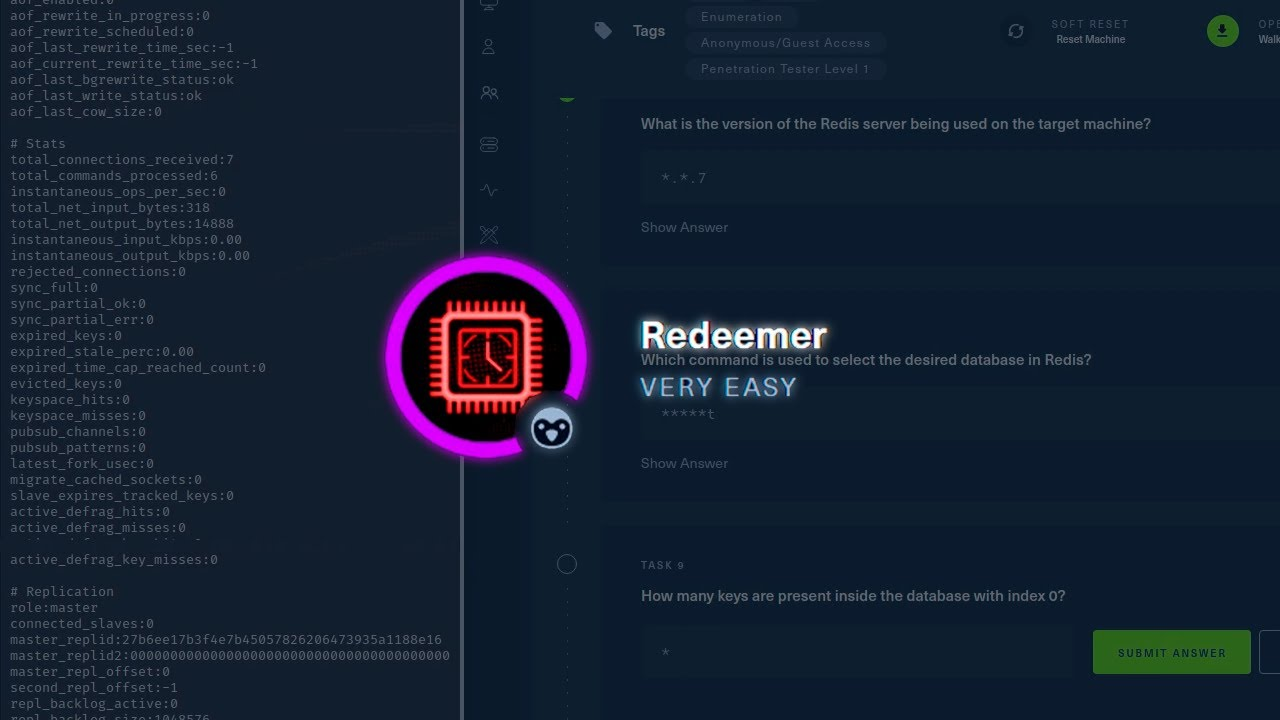 aof_enabled:0
aof_rewrite_in_progress:0
aof_rewrite_scheduled:0
aof_last_rewrite_time_sec:-1
aof_current_rewrite_time_sec:-1
aof_last_bgrewrite_status:ok
aof_last_write_status:ok
aof_last_cow_size:0
# Stats
total_connections_received:7
total_commands_processed:6
instantaneous_ops_per_sec:0
total_net_input_bytes:318
total_net_output_bytes:14888
instantaneous_input_kbps:0.00
instantaneous_output_kbps:0.00
rejected_connections:0
sync_full:0
sync_partial_ok:0
sync_partial_err:0
expired_keys:0
expired_stale_perc:0.00
expired_time_cap_reached_count:0
evicted_keys:0
keyspace_hits:0
keyspace_misses:0
pubsub_channels:0
pubsub_patterns:0
latest_fork_usec:0
migrate_cached_sockets:0
slave_expires_tracked_keys:0
active_defrag_hits:0
active_defrag_misses:0
active_defrag_key_misses:0
# Replication
role:master
connected_slaves:0
master_replid:27b6ee17b3f4e7b45057826206473935a1188e16
master_replid2:0000000000000000000000000000000000000000
master_repl_offset:0
second_repl_offset:-1
repl_backlog_active:0
repl_backlog_size:1048576
Tags
Enumeration
Anonymous/Guest Access
Penetration Tester Level 1
SOFT RESET
Reset Machine
What is the version of the Redis server being used on the target machine?
*.*.7
Show Answer
Redeemer
Which command is used to select the desired database in Redis?
VERY EASY
*****t
Show Answer
TASK 9
How many keys are present inside the database with index 0?
*
SUBMIT ANSWER